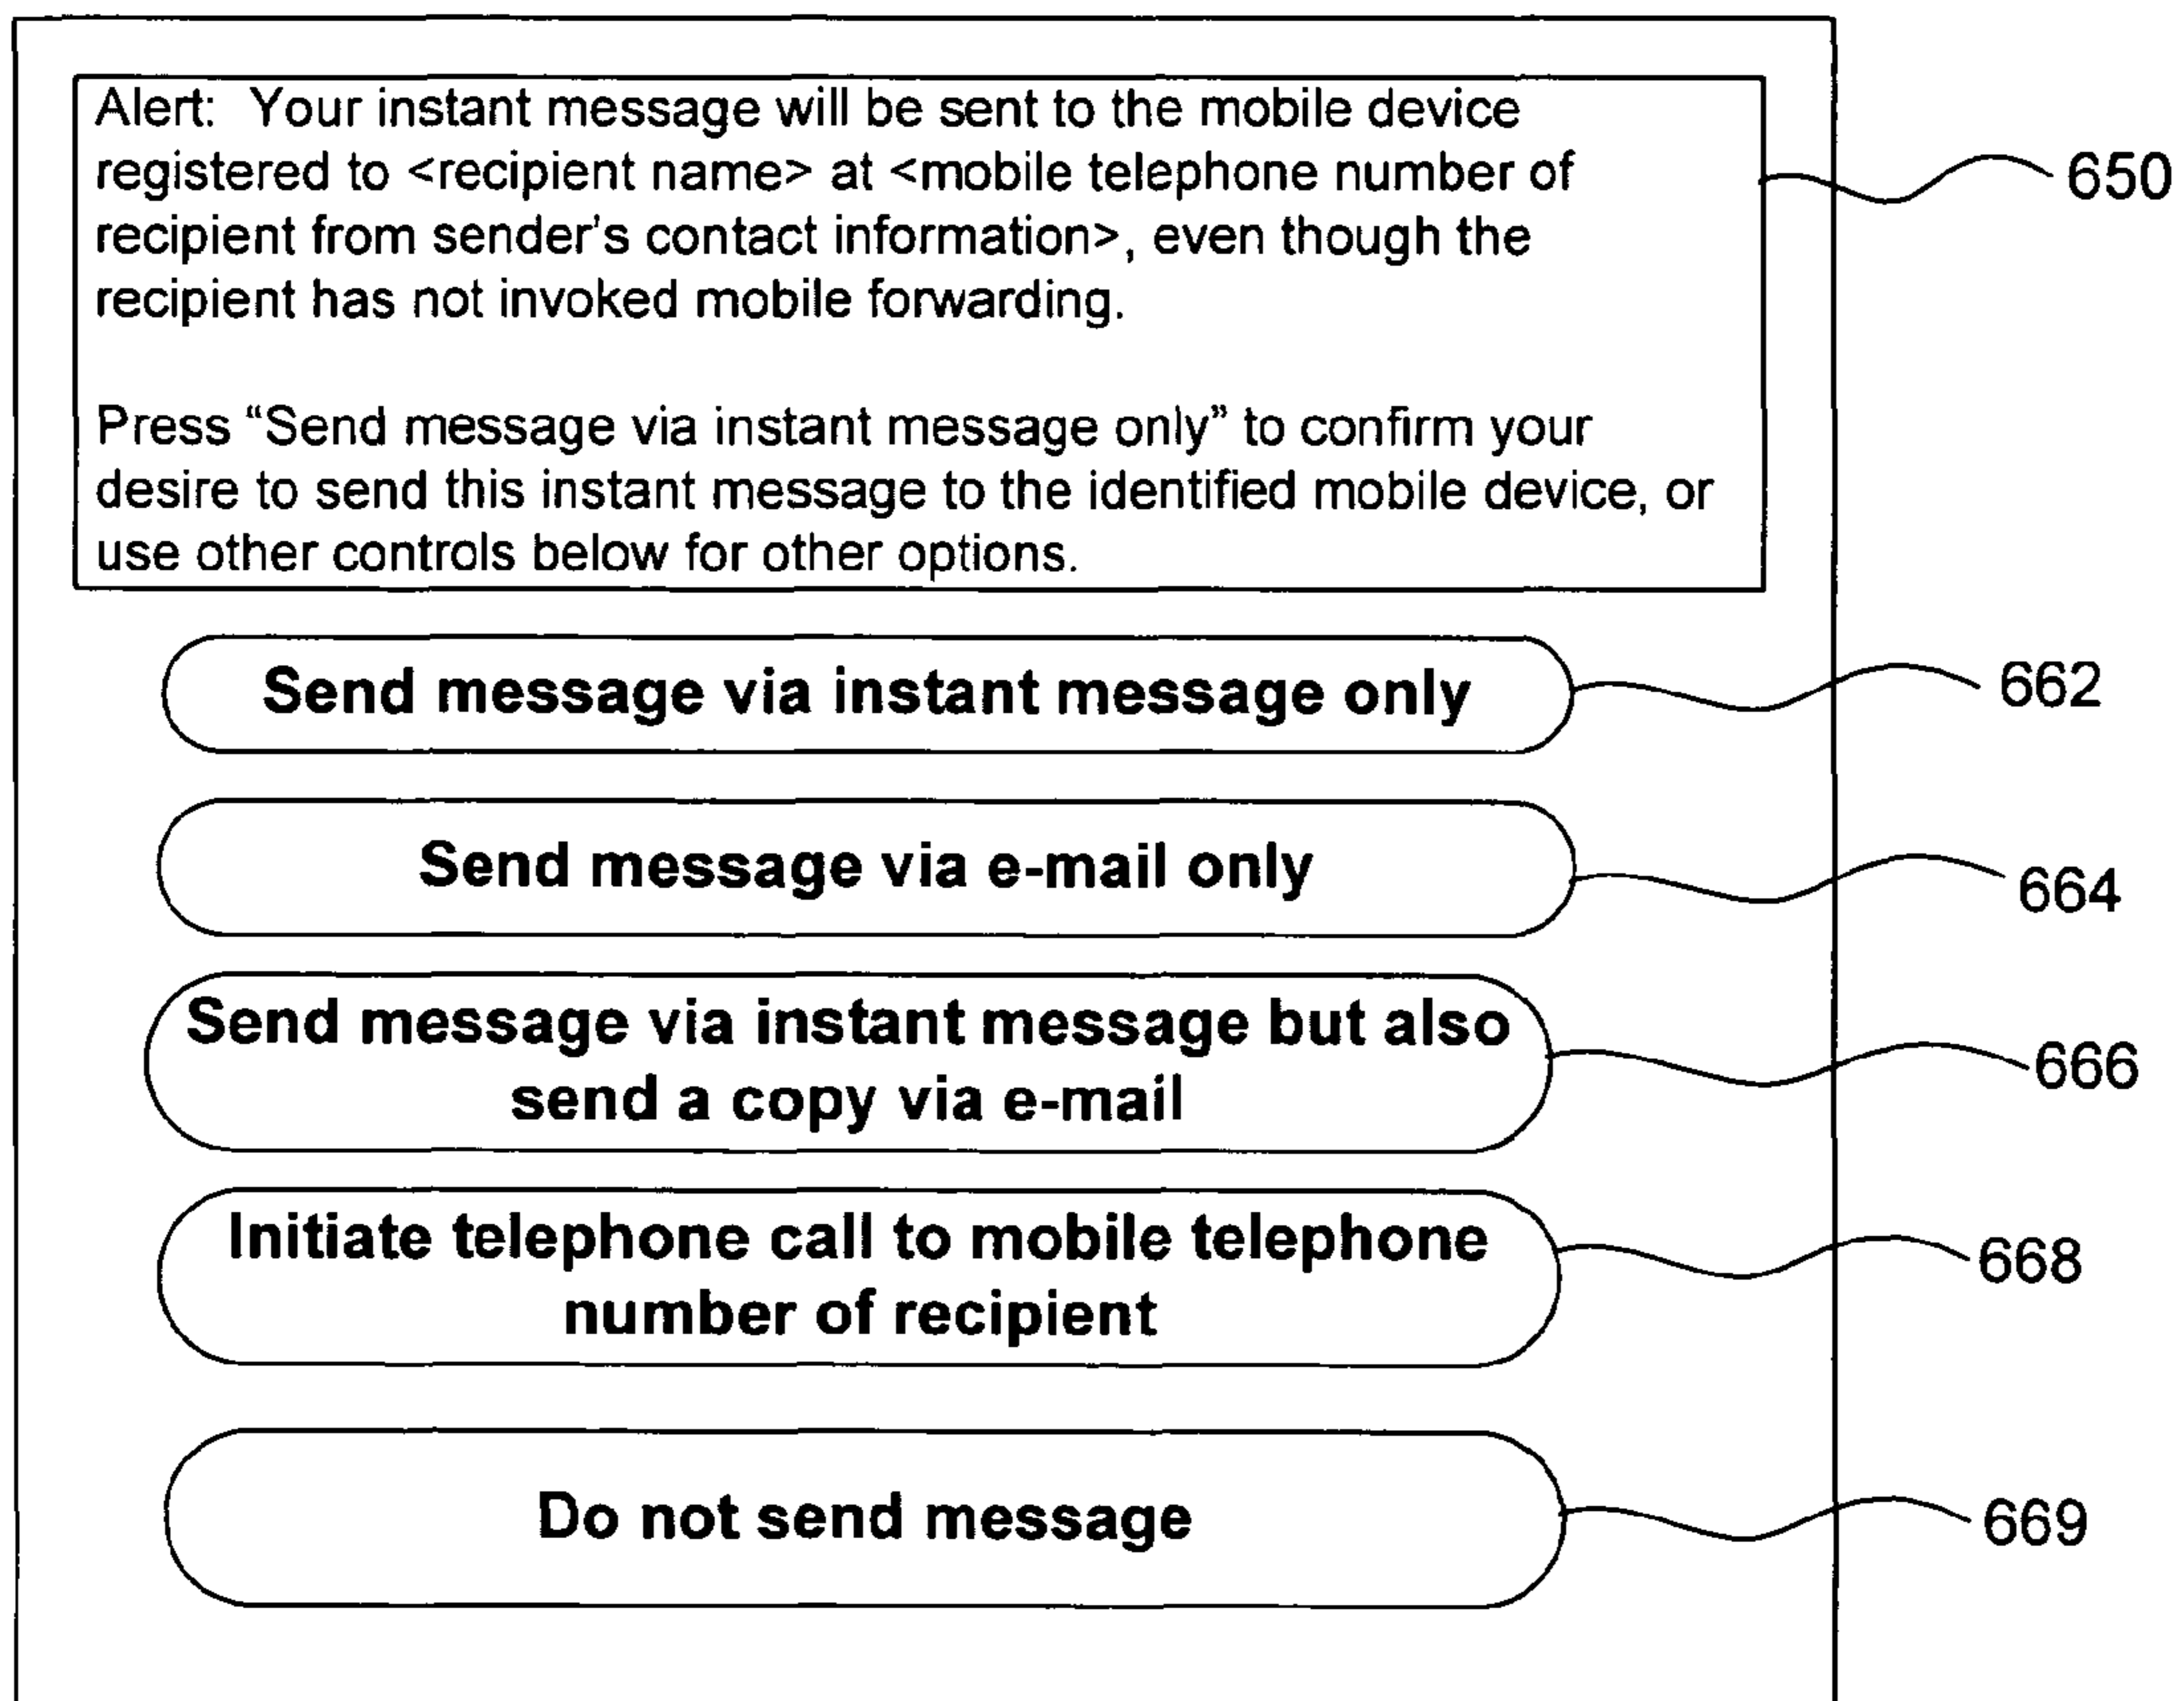 Alert:  Your instant message will be sent to the mobile device
registered to <recipient name> at <mobile telephone number of
recipient from sender's contact information>, even though the
recipient has not invoked mobile forwarding.
650
Press “Send message via instant message only” to confirm your
desire to send this instant message to the identified mobile device, or
use other controls below for other options.
Send message via instant message only
662
Send message via e-mail only
664
Send message via instant message but also
send a copy via e-mail
666
Initiate telephone call to mobile telephone
number of recipient
668
Do not send message
669